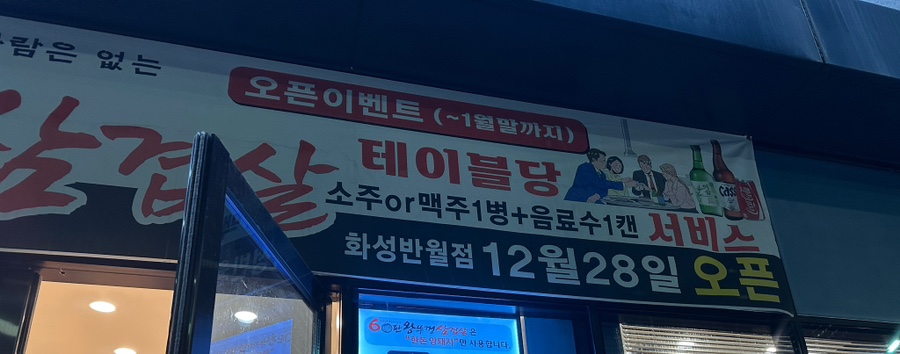 사람은 없는
삼겹살
오픈이벤트 (~1월말까지)
테이블당
소주or맥주1병+음료수1캔 서비스
화성반월점 12월28일 오픈
Cass